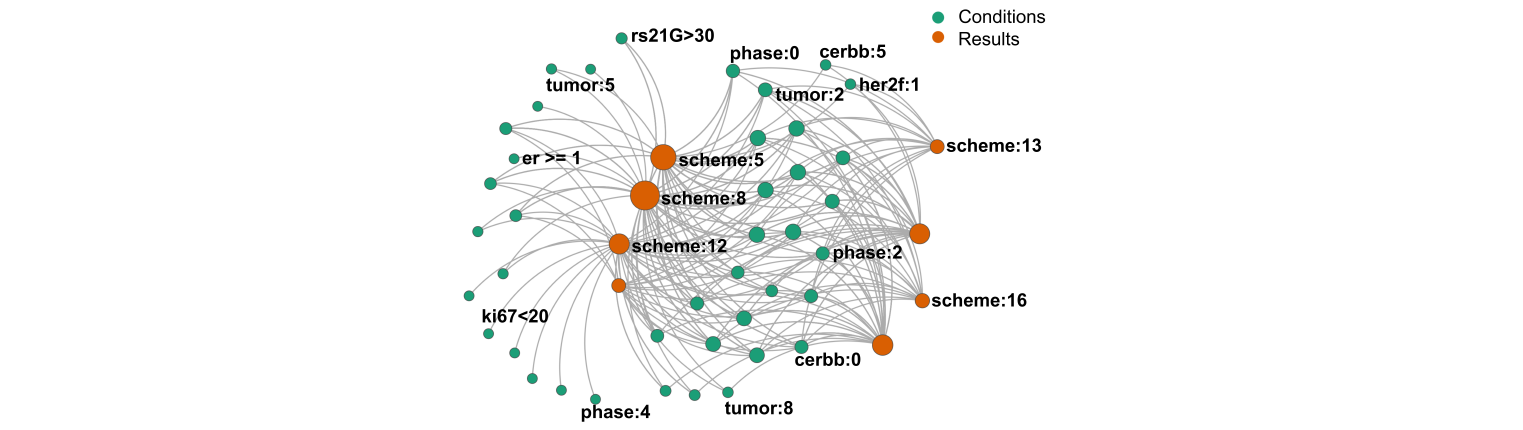 Conditions
Results
rs21G>30
phase:0
cerbb:5
tumor:5
tumor:2
her2f:1
er >= 1
scheme:5
scheme:13
scheme:8
scheme:12
phase:2
scheme:16
ki67<20
cerbb:0
phase:4
tumor:8